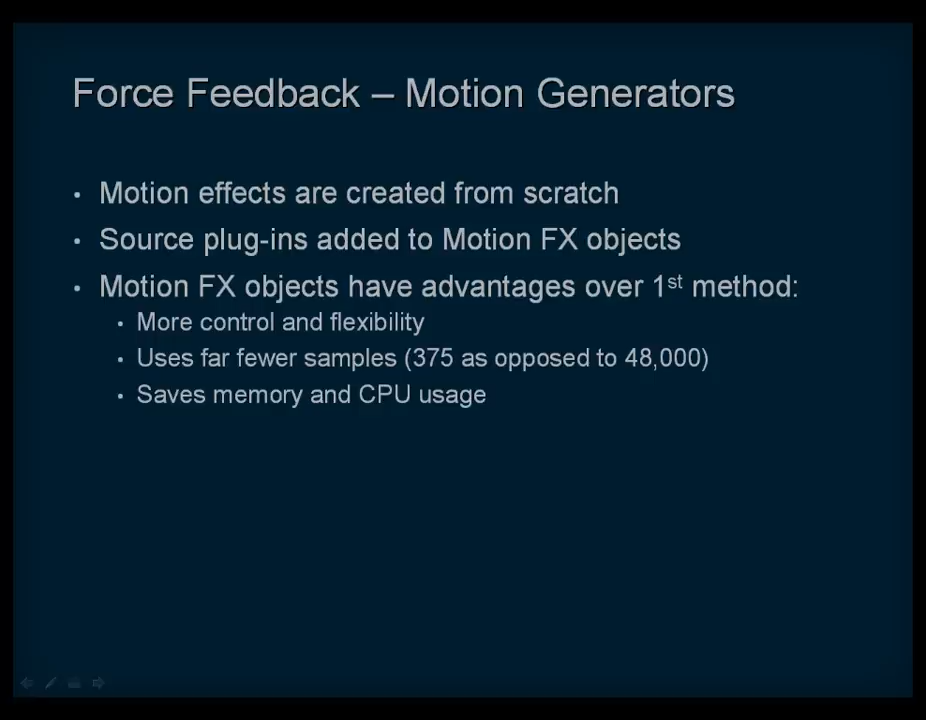 Force Feedback – Motion Generators
• Motion effects are created from scratch
• Source plug-ins added to Motion FX objects
• Motion FX objects have advantages over 1st method:
• More control and flexibility
• Uses far fewer samples (375 as opposed to 48,000)
• Saves memory and CPU usage